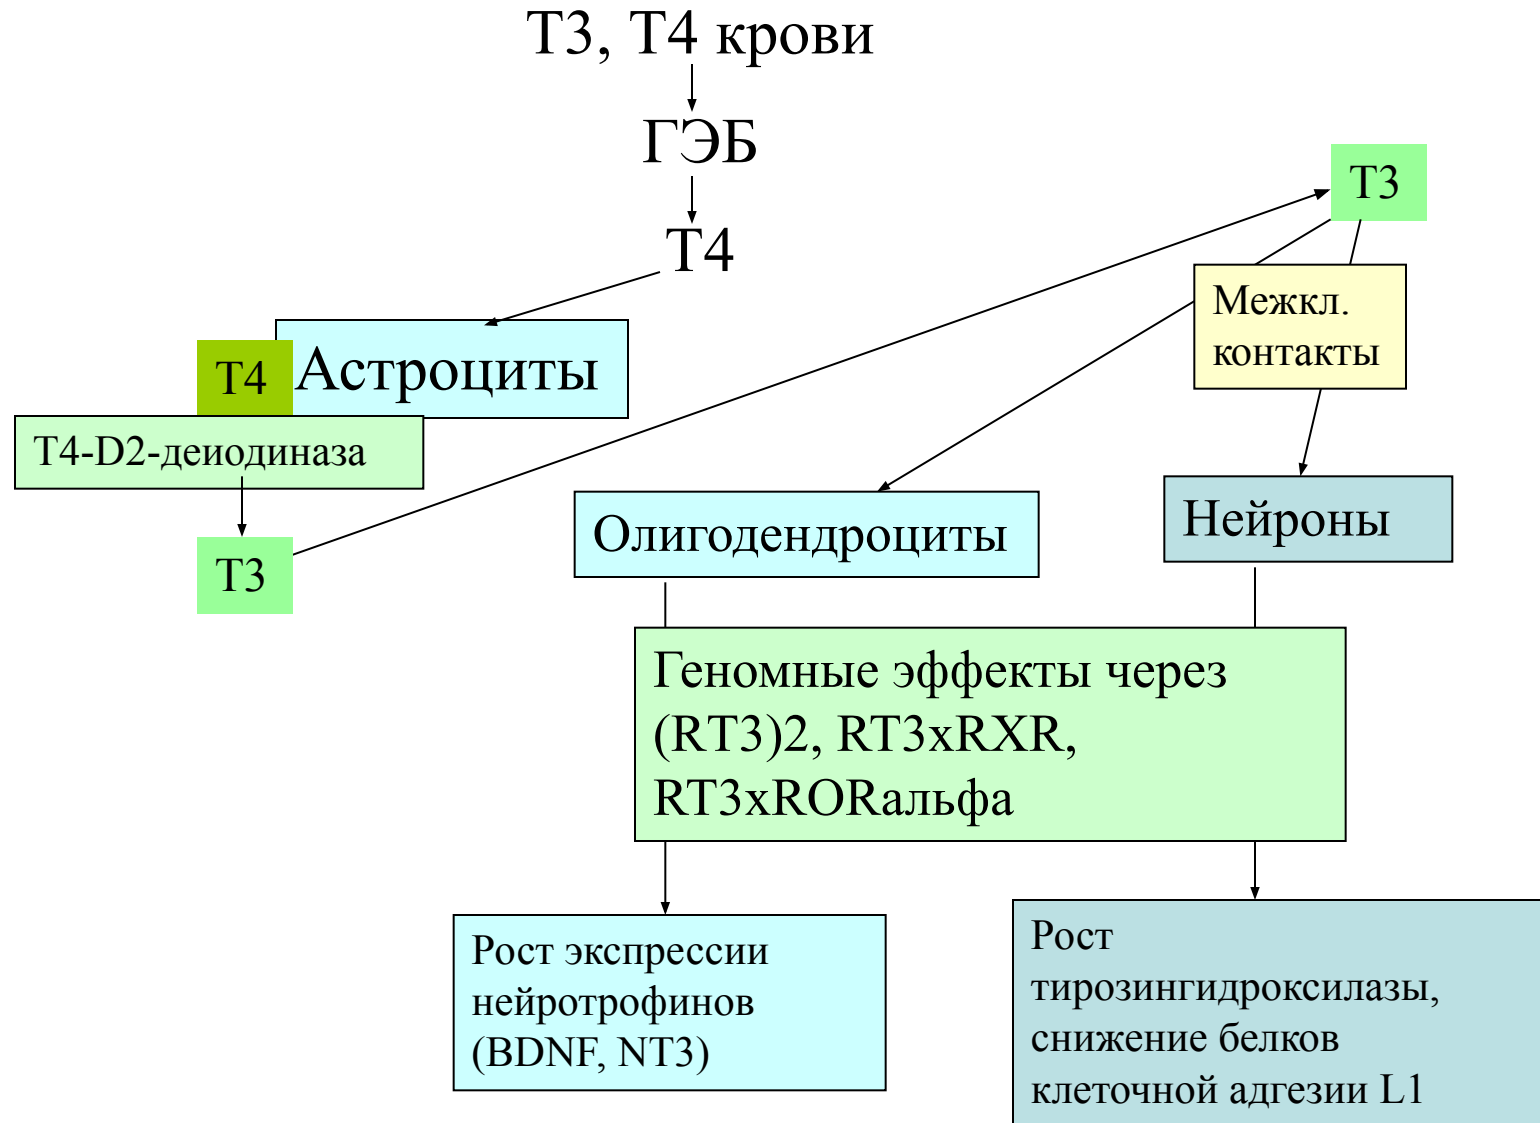 Т3, Т4 крови
ГЭБ
Т4
Т3
Межкл.
контакты
Астроциты
Т4
Т4-D2-деиодиназа
Т3
Олигодендроциты
Нейроны
Геномные эффекты через
(RT3)2, RT3xRXR,
RT3xRORальфа
Рост экспрессии
нейротрофинов
(BDNF, NT3)
Рост
тирозингидроксилазы,
снижение белков
клеточной адгезии L1